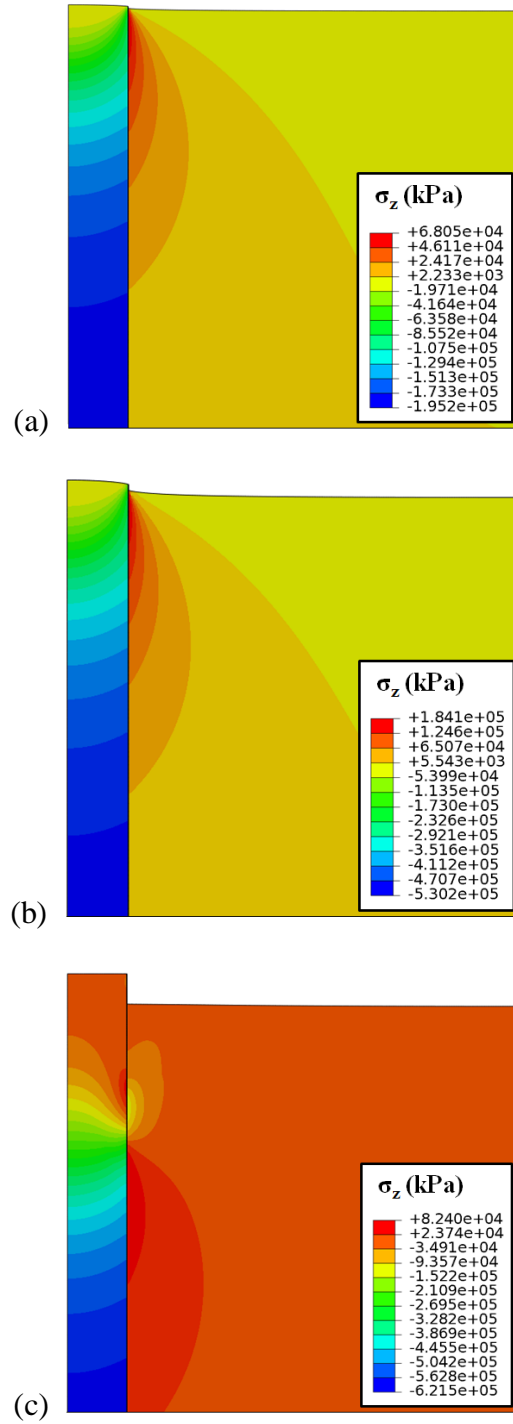 σz (kPa)
+6.805e+04
+4.611e+04
+2.417e+04
+2.233e+03
-1.971e+04
-4.164e+04
-6.358e+04
-8.552e+04
-1.075e+05
-1.294e+05
-1.513e+05
-1.733e+05
-1.952e+05
(a)
σz (kPa)
+1.841e+05
+1.246e+05
+6.507e+04
+5.543e+03
-5.399e+04
-1.135e+05
-1.730e+05
-2.326e+05
-2.921e+05
-3.516e+05
-4.112e+05
-4.707e+05
-5.302e+05
(b)
σz (kPa)
+8.240e+04
+2.374e+04
-3.491e+04
-9.357e+04
-1.522e+05
-2.109e+05
-2.695e+05
-3.282e+05
-3.869e+05
-4.455e+05
-5.042e+05
-5.628e+05
-6.215e+05
(c)